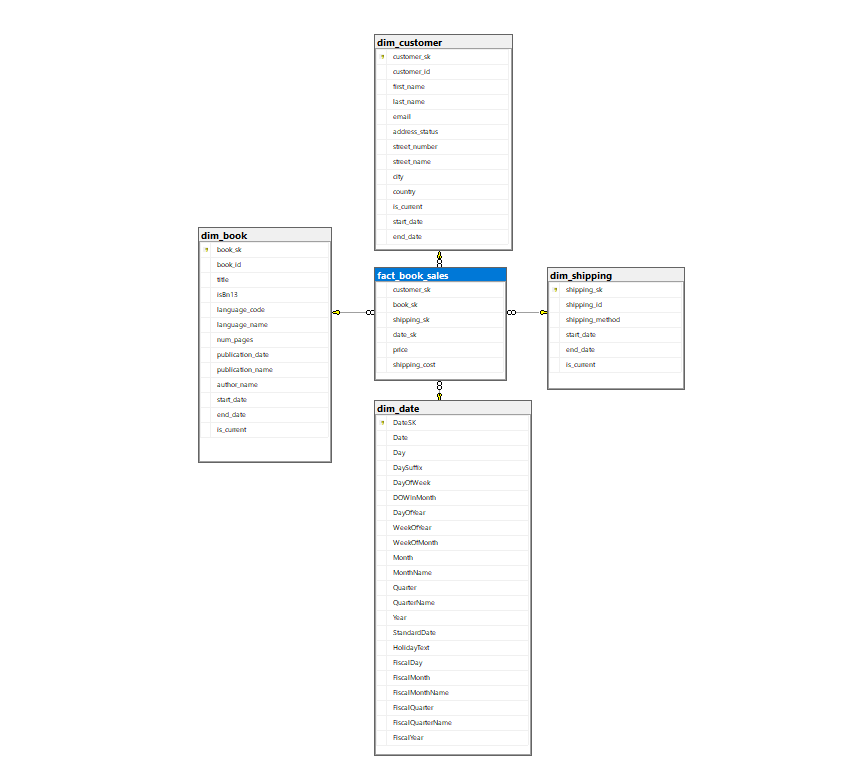 dim_customer
customer_sk
customer_id
first_name
last_name
email
address_status
street_number
street_name
city
country
is_current
start_date
end_date
dim_book
book_sk
book_id
title
isBn13
language_code
language_name
num_pages
publication_date
publication_name
author_name
start_date
end_date
is_current
fact_book_sales
customer_sk
book_sk
shipping_sk
date_sk
price
shipping_cost
dim_shipping
shipping_sk
shipping_id
shipping_method
start_date
end_date
is_current
dim_date
DateSK
Date
Day
DaySuffix
DayOfWeek
DOWInMonth
DayOfYear
WeekOfYear
WeekOfMonth
Month
MonthName
Quarter
QuarterName
Year
StandardDate
HolidayText
FiscalDay
FiscalMonth
FiscalMonthName
FiscalQuarter
FiscalQuarterName
FiscalYear